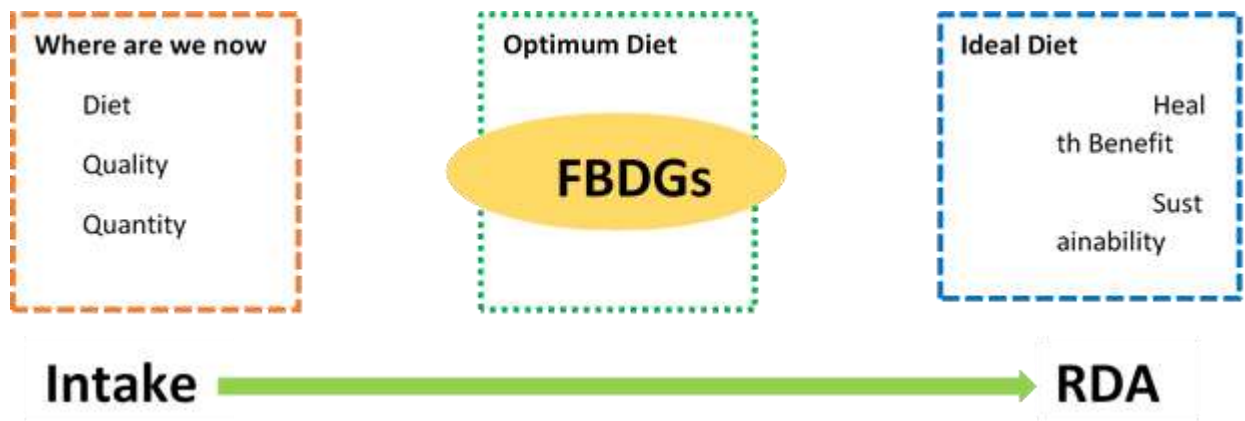 Where are we now
Diet
Quality
Quantity
Optimum Diet
FBDGs
Ideal Diet
Heal
th Benefit
Sust
ainability
Intake
RDA